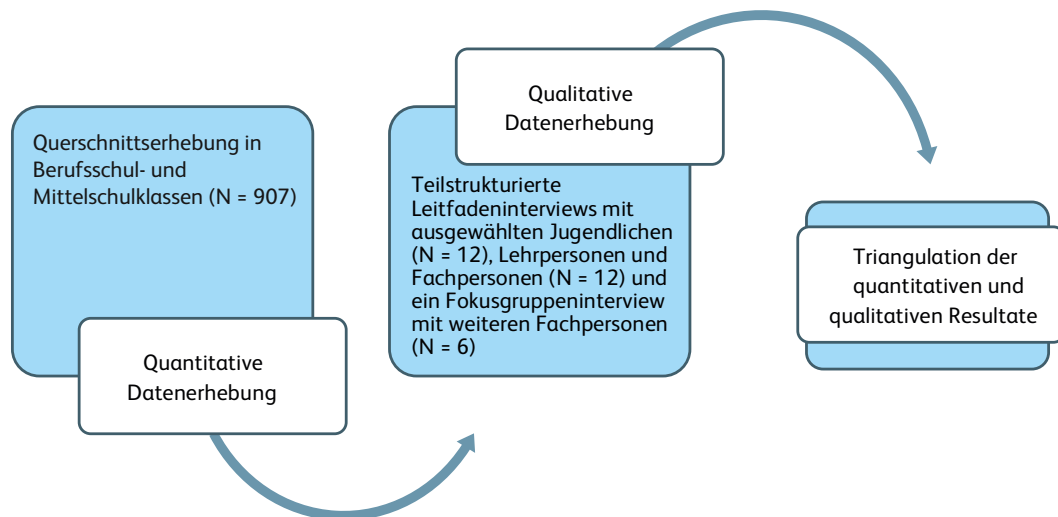 Querschnittserhebung in
Berufsschul- und
Mittelschulklassen (N = 907)
Quantitative
Datenerhebung
Qualitative
Datenerhebung
Teilstrukturierte
Leitfadeninterviews mit
ausgewählten Jugendlichen
(N = 12), Lehrpersonen und
Fachpersonen (N = 12) und
ein Fokusgruppeninterview
mit weiteren Fachpersonen
(N = 6)
Triangulation der
quantitativen und
qualitativen Resultate